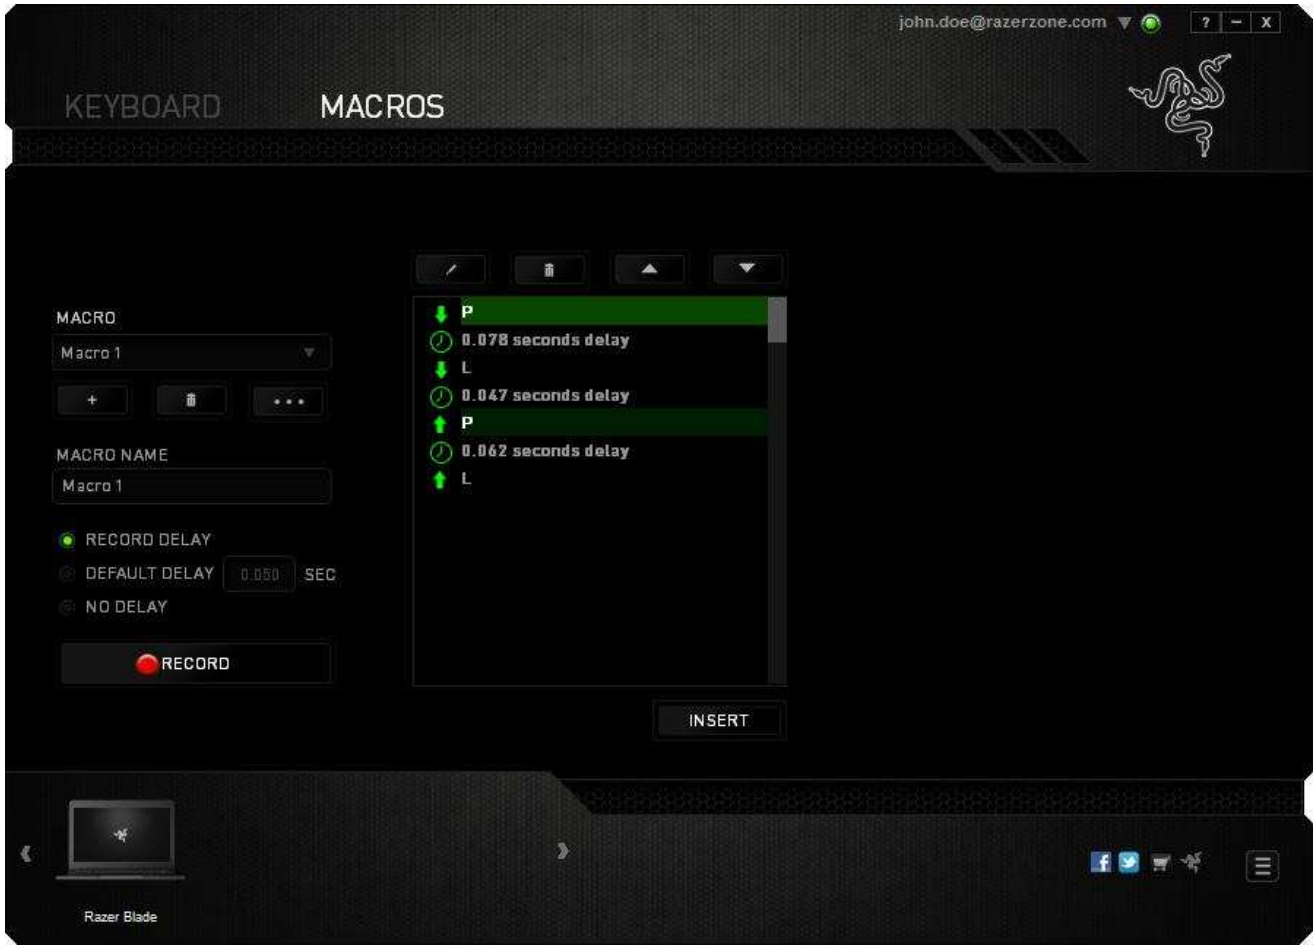 john.doe@razerzone.com
? – X
KEYBOARD MACROS
MACRO
Macro 1
+ ...
MACRO NAME
Macro 1
RECORD DELAY
DEFAULT DELAY 0.050 SEC
NO DELAY
RECORD
P
0.078 seconds delay
L
0.047 seconds delay
P
0.062 seconds delay
L
INSERT
Razer Blade